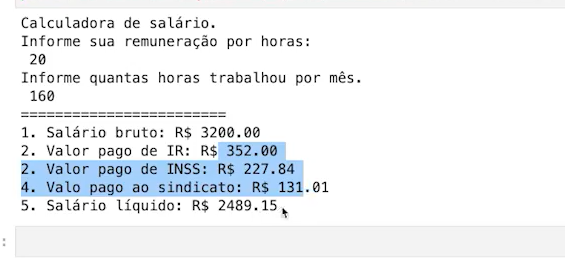 Calculadora de salário.
Informe sua remuneração por horas:
20
Informe quantas horas trabalhou por mês.
160
========================
1. Salário bruto: R$ 3200.00
2. Valor pago de IR: R$ 352.00
2. Valor pago de INSS: R$ 227.84
4. Valo pago ao sindicato: R$ 131.01
5. Salário líquido: R$ 2489.15
: